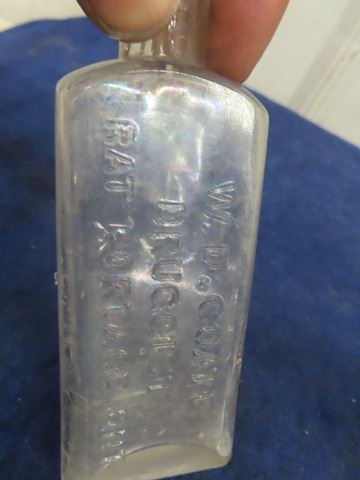 W. D. COATE
DRUGGIST
RAT PORTAGE ONT